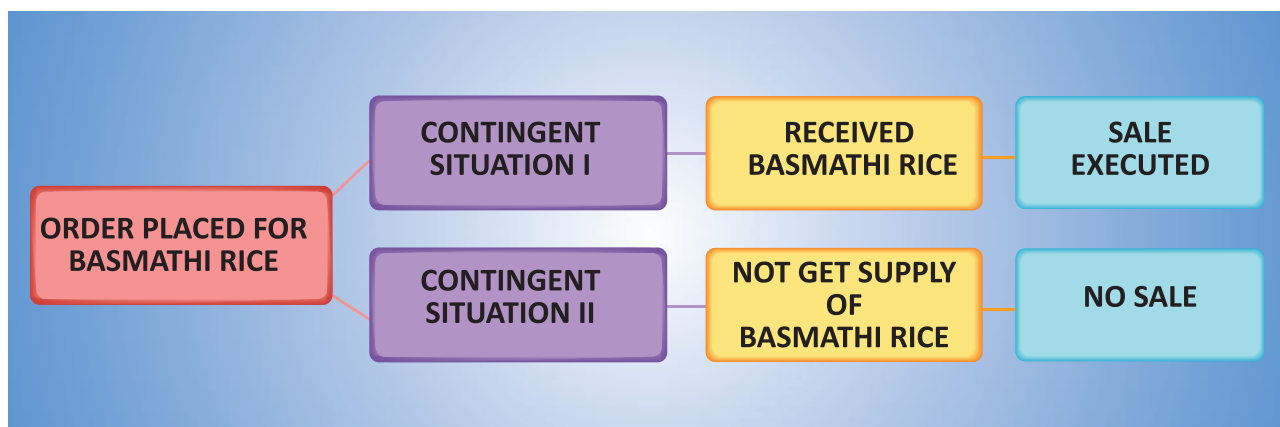 ORDER PLACED FOR
BASMATHI RICE
CONTINGENT
SITUATION I
RECEIVED
BASMATHI RICE
SALE
EXECUTED
CONTINGENT
SITUATION II
NOT GET SUPPLY
OF
BASMATHI RICE
NO SALE